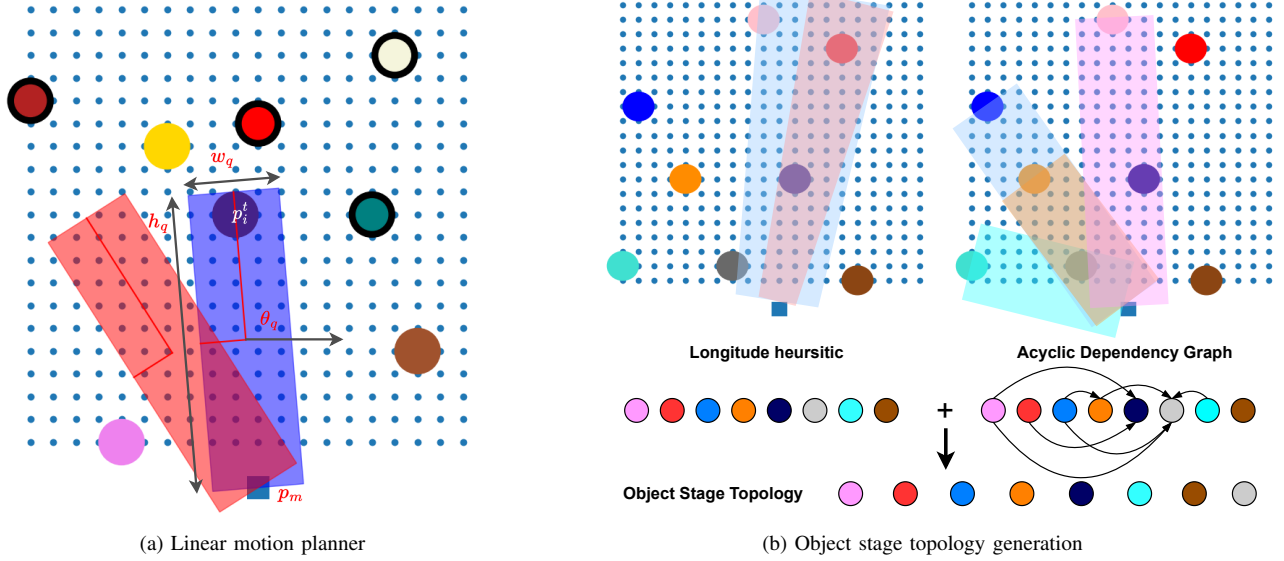 w_q
p_i^t
h_q
θ_q
p_m
(a) Linear motion planner
Longitude heursitic
Acyclic Dependency Graph
+
Object Stage Topology
(b) Object stage topology generation